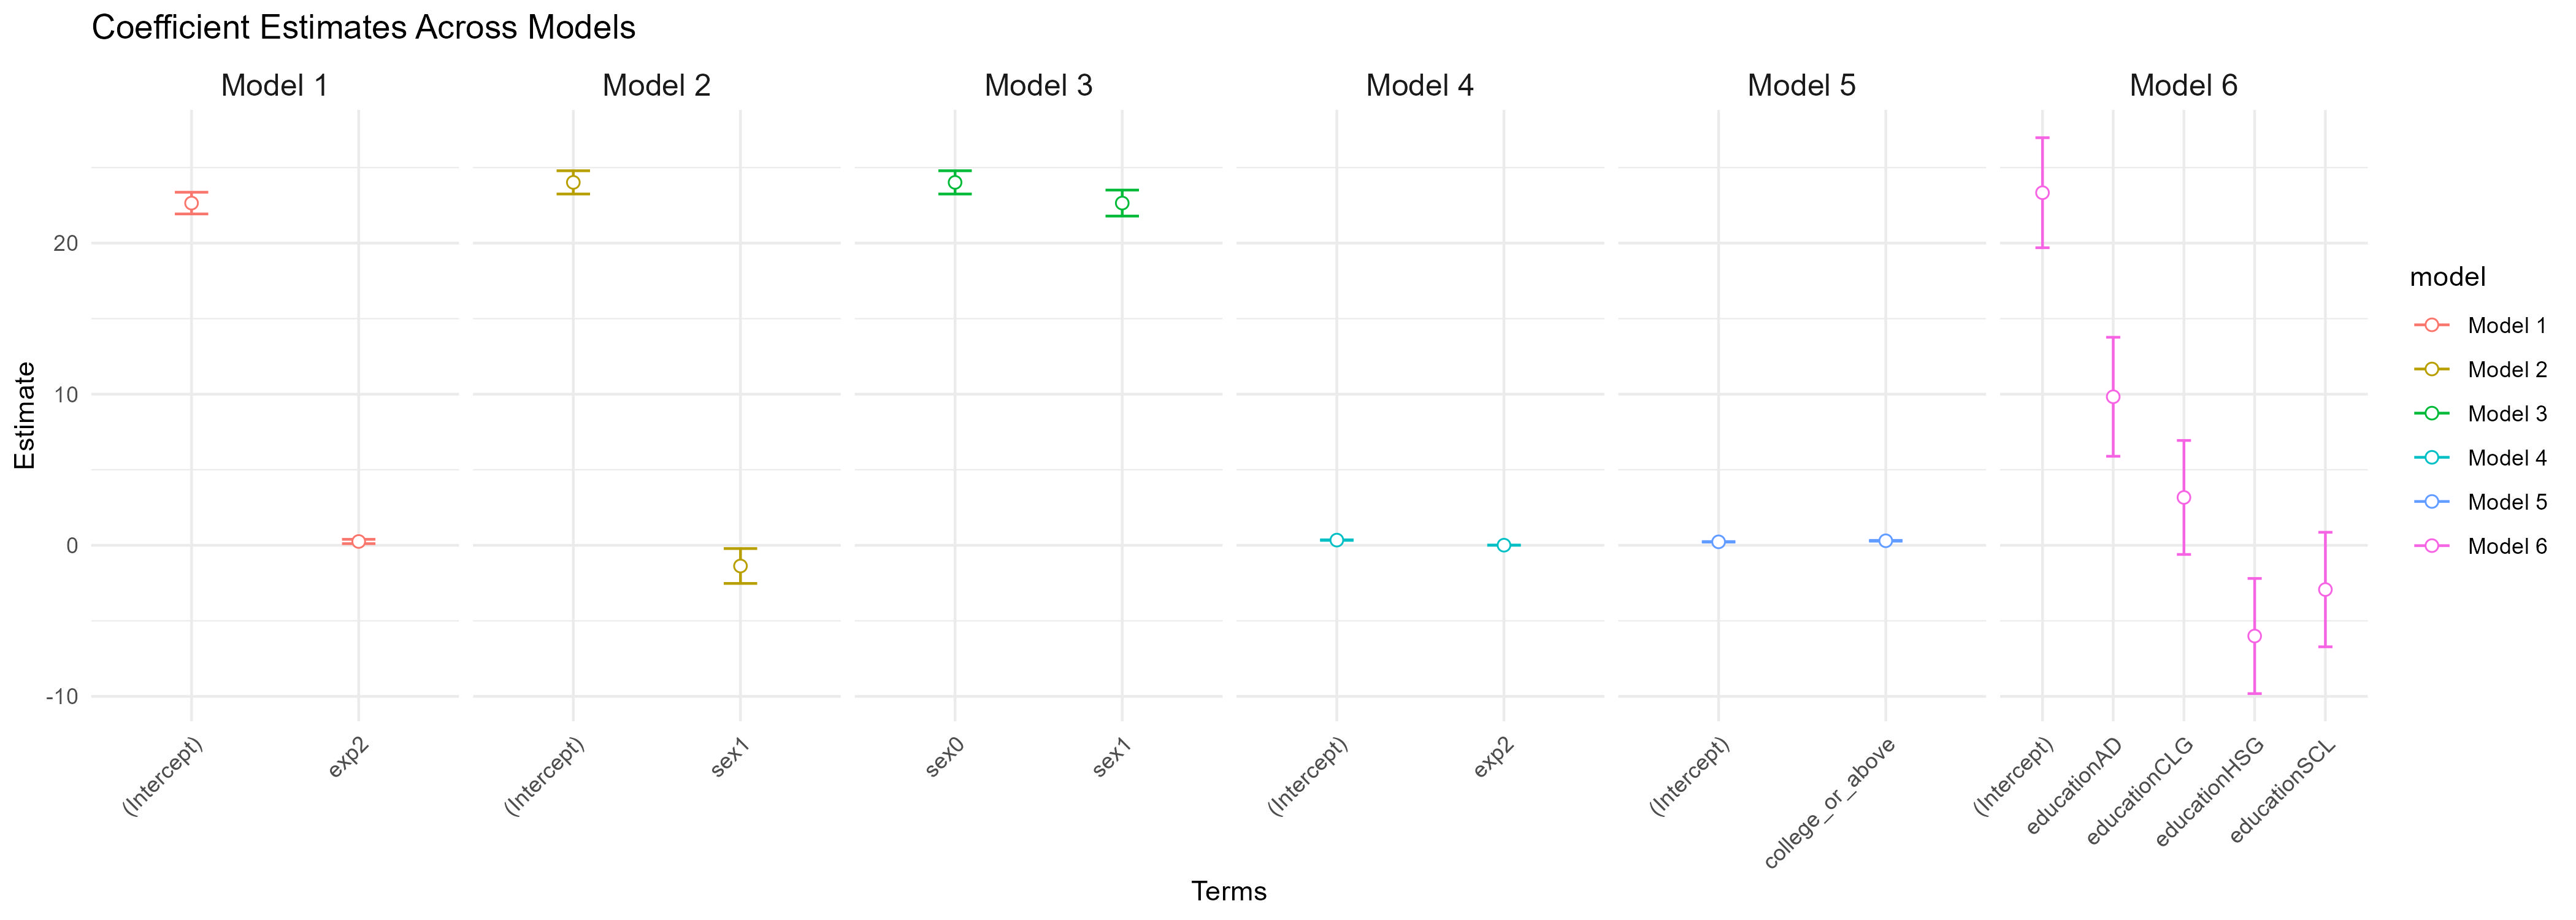 Coefficient Estimates Across Models
Model 1
Model 2
Model 3
Model 4
Model 5
Model 6
Estimate
20
10
0
-10
(Intercept)
exp2
(Intercept)
sex1
sex0
sex1
(Intercept)
exp2
(Intercept)
college_or_above
(Intercept)
educationAD
educationCLG
educationHSG
educationSCL
Terms
model
Model 1
Model 2
Model 3
Model 4
Model 5
Model 6